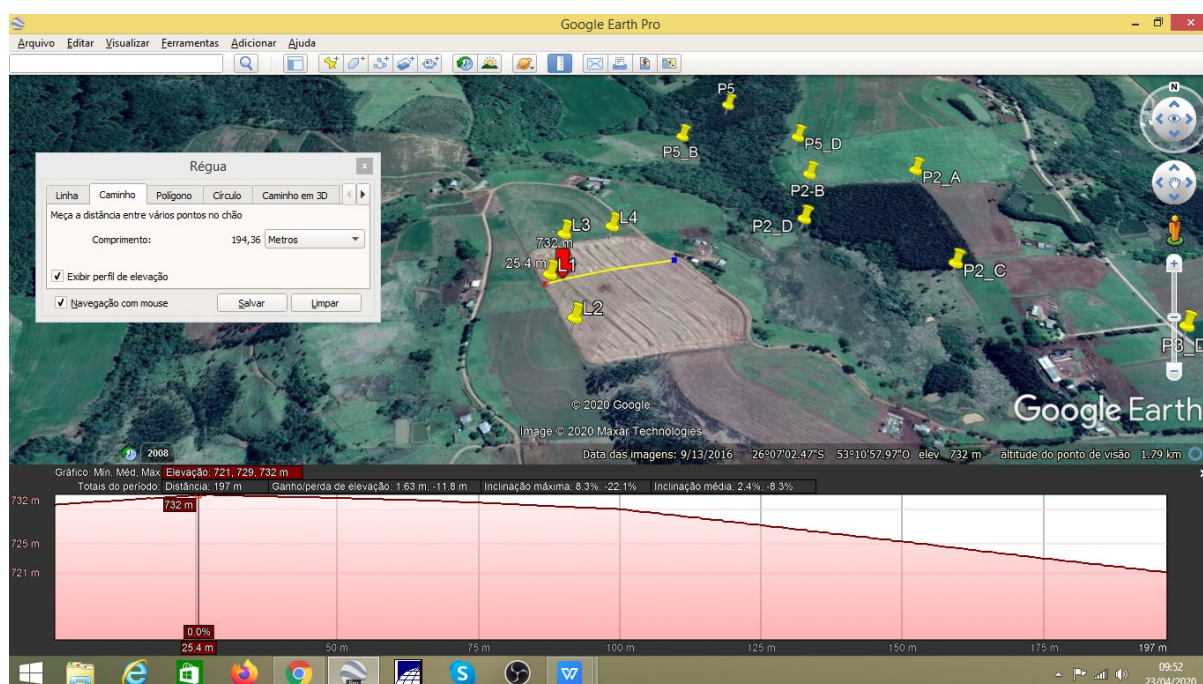 Google Earth Pro
Arquivo Editar Visualizar Ferramentas Adicionar Ajuda
P5
P5_B
P5_D
P2-B
P2_A
P2_D
P2_C
P3_D
L3
L4
732 m
25.4 m
L1
L2
N
Régua
Linha Caminho Polígono Círculo Caminho em 3D
Meça a distância entre vários pontos no chão
Comprimento: 194,36 Metros
Exibir perfil de elevação
Navegação com mouse Salvar Limpar
© 2020 Google
Image © 2020 Maxar Technologies
Google Earth
2008
Data das imagens: 9/13/2016 26°07'02.47"S 53°10'57.97"O elev 732 m altitude do ponto de visão 1.79 km
Gráfico: Mín, Méd, Max Elevação: 721, 729, 732 m
Totais do período: Distância: 197 m Ganho/perda de elevação: 1.63 m, -11.8 m Inclinação máxima: 8.3%, -22.1% Inclinação média: 2.4%, -8.3%
732 m
732 m
725 m
721 m
0.0%
25.4 m 50 m 75 m 100 m 125 m 150 m 175 m 197 m
09:52
23/04/2020